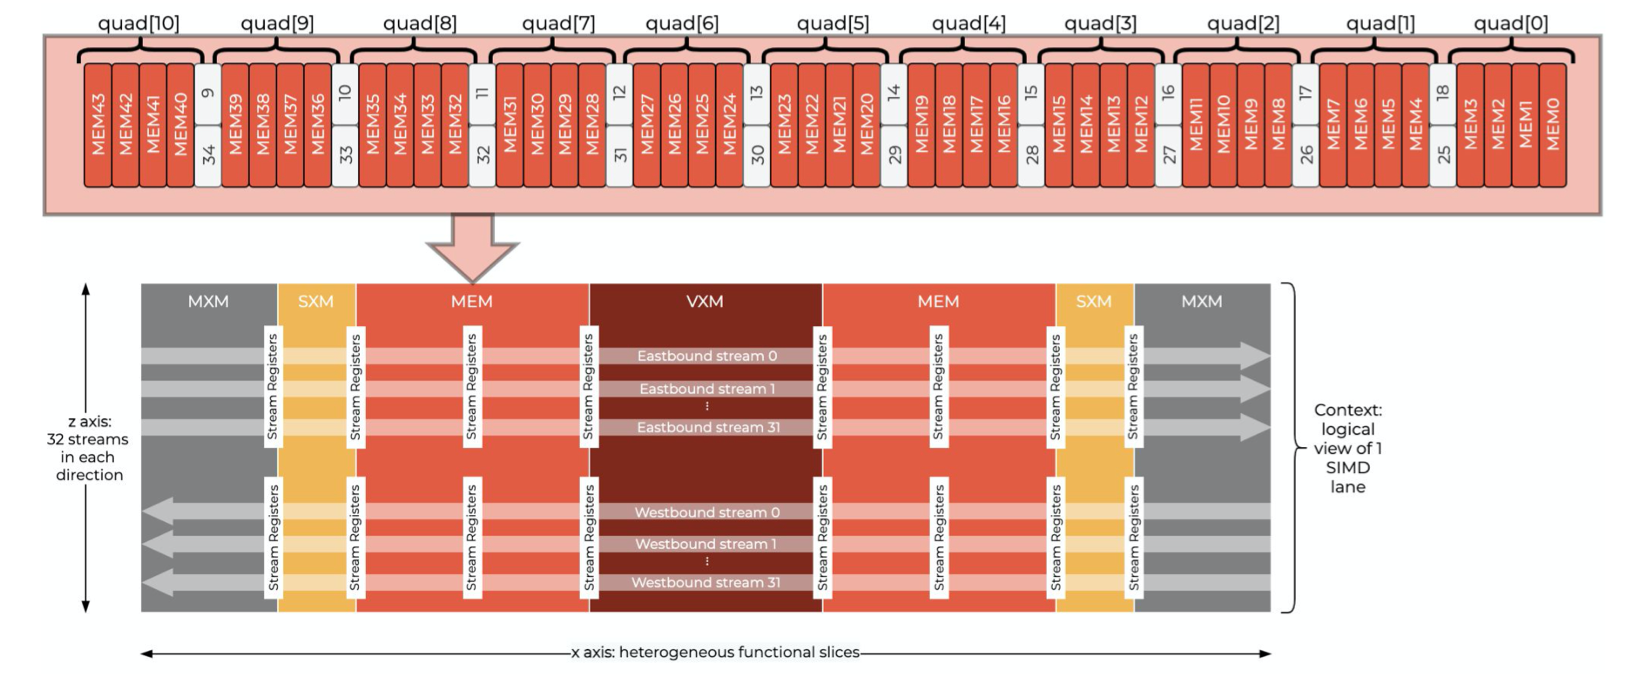 quad[10] quad[9] quad[8] quad[7] quad[6] quad[5] quad[4] quad[3] quad[2] quad[1] quad[0]
MEM43 MEM42 MEM41 MEM40 9 34 MEM39 MEM38 MEM37 MEM36 10 33 MEM35 MEM34 MEM33 MEM32 11 32 MEM31 MEM30 MEM29 MEM28 12 31 MEM27 MEM26 MEM25 MEM24 13 30 MEM23 MEM22 MEM21 MEM20 14 29 MEM19 MEM18 MEM17 MEM16 15 28 MEM15 MEM14 MEM13 MEM12 16 27 MEM11 MEM10 MEM9 MEM8 17 26 MEM7 MEM6 MEM5 MEM4 18 25 MEM3 MEM2 MEM1 MEM0
MXM SXM MEM VXM MEM SXM MXM
Stream Registers Stream Registers Stream Registers Stream Registers Stream Registers Stream Registers Stream Registers Stream Registers
Eastbound stream 0
Eastbound stream 1
⋮
Eastbound stream 31
Stream Registers Stream Registers Stream Registers Stream Registers Stream Registers Stream Registers Stream Registers Stream Registers
Westbound stream 0
Westbound stream 1
⋮
Westbound stream 31
z axis:
32 streams
in each
direction
Context:
logical
view of 1
SIMD
lane
x axis: heterogeneous functional slices